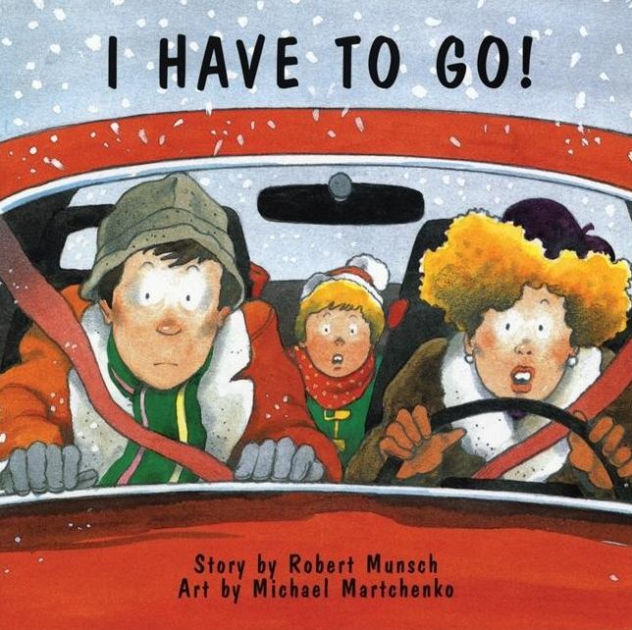 I HAVE TO GO!
Story by Robert Munsch
Art by Michael Martchenko